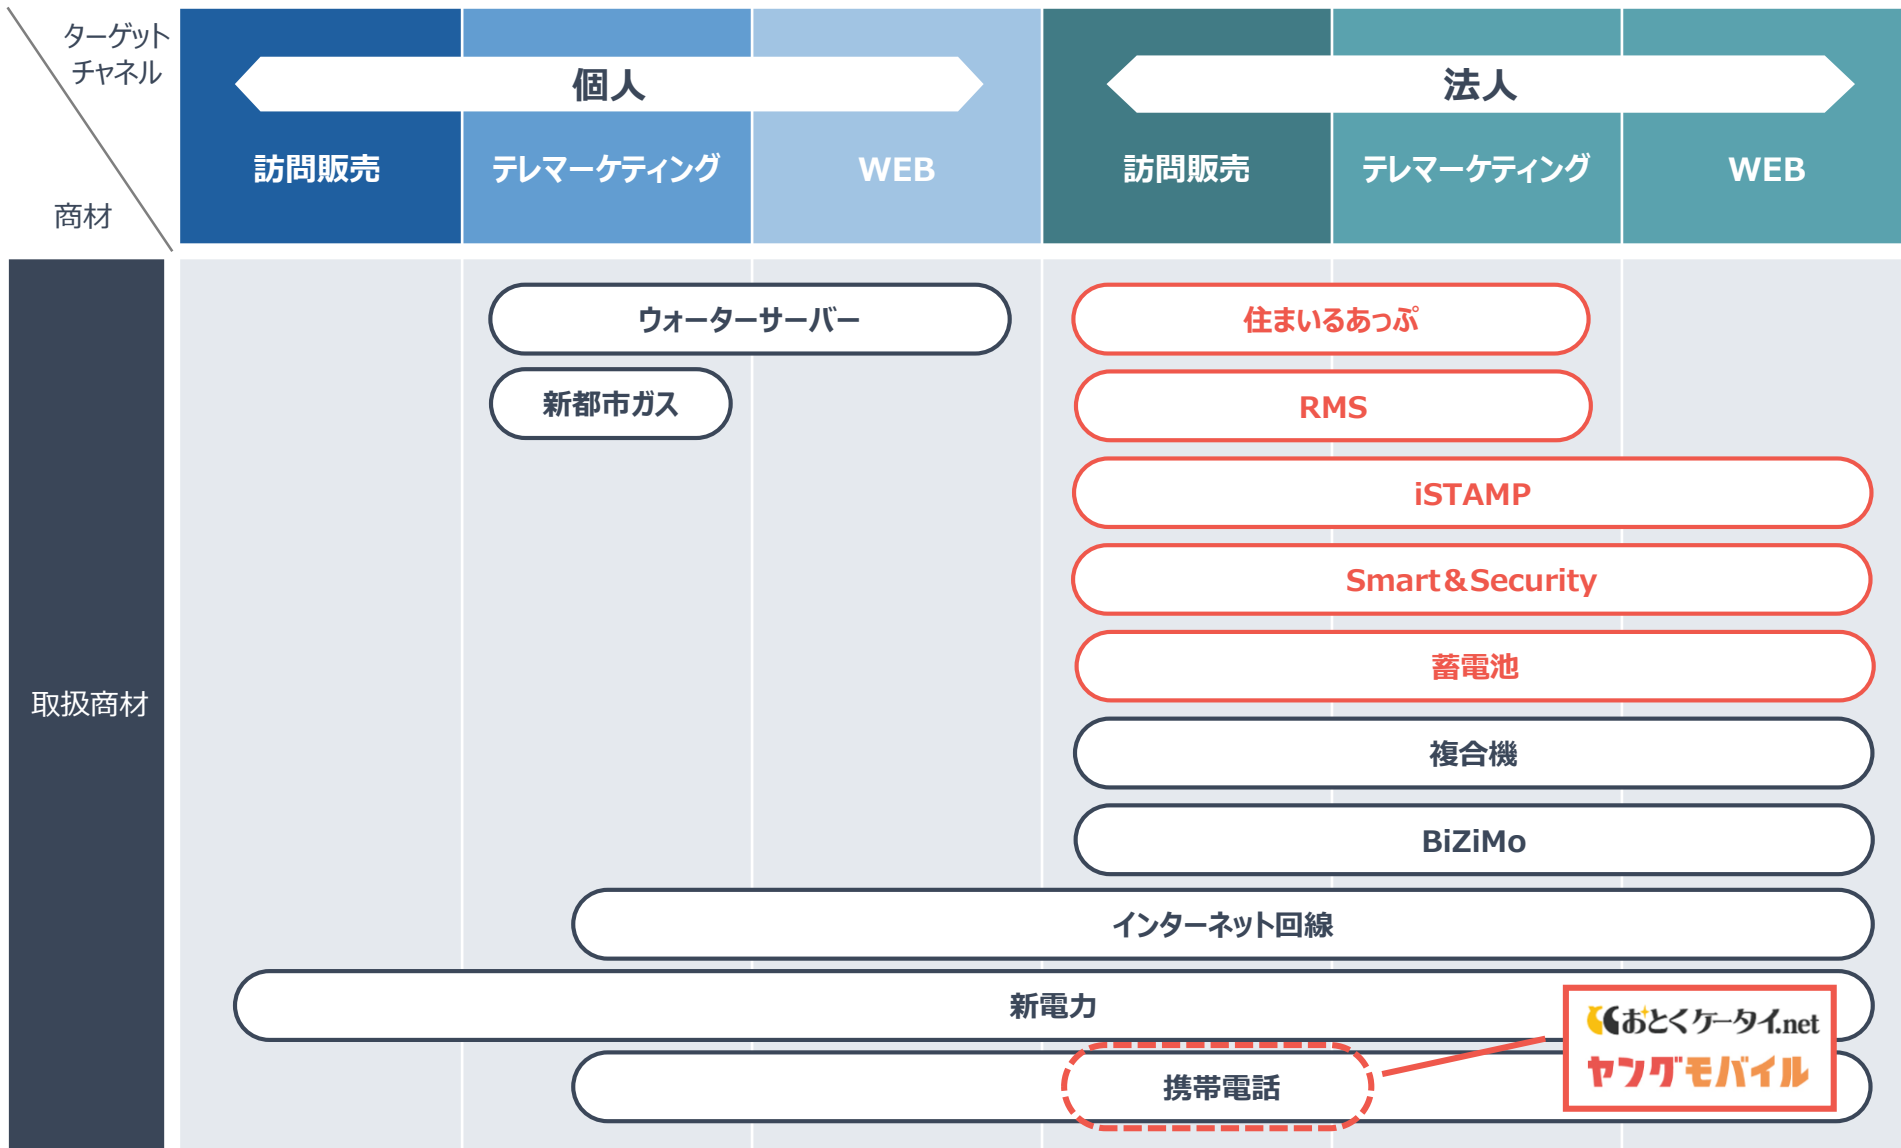 ターゲット
チャネル
商材
個人
法人
訪問販売
テレマーケティング
WEB
訪問販売
テレマーケティング
WEB
取扱商材
ウォーターサーバー
住まいるあっぷ
新都市ガス
RMS
iSTAMP
Smart&Security
蓄電池
複合機
BiZiMo
インターネット回線
新電力
おとくケータイ.net
ヤングモバイル
携帯電話